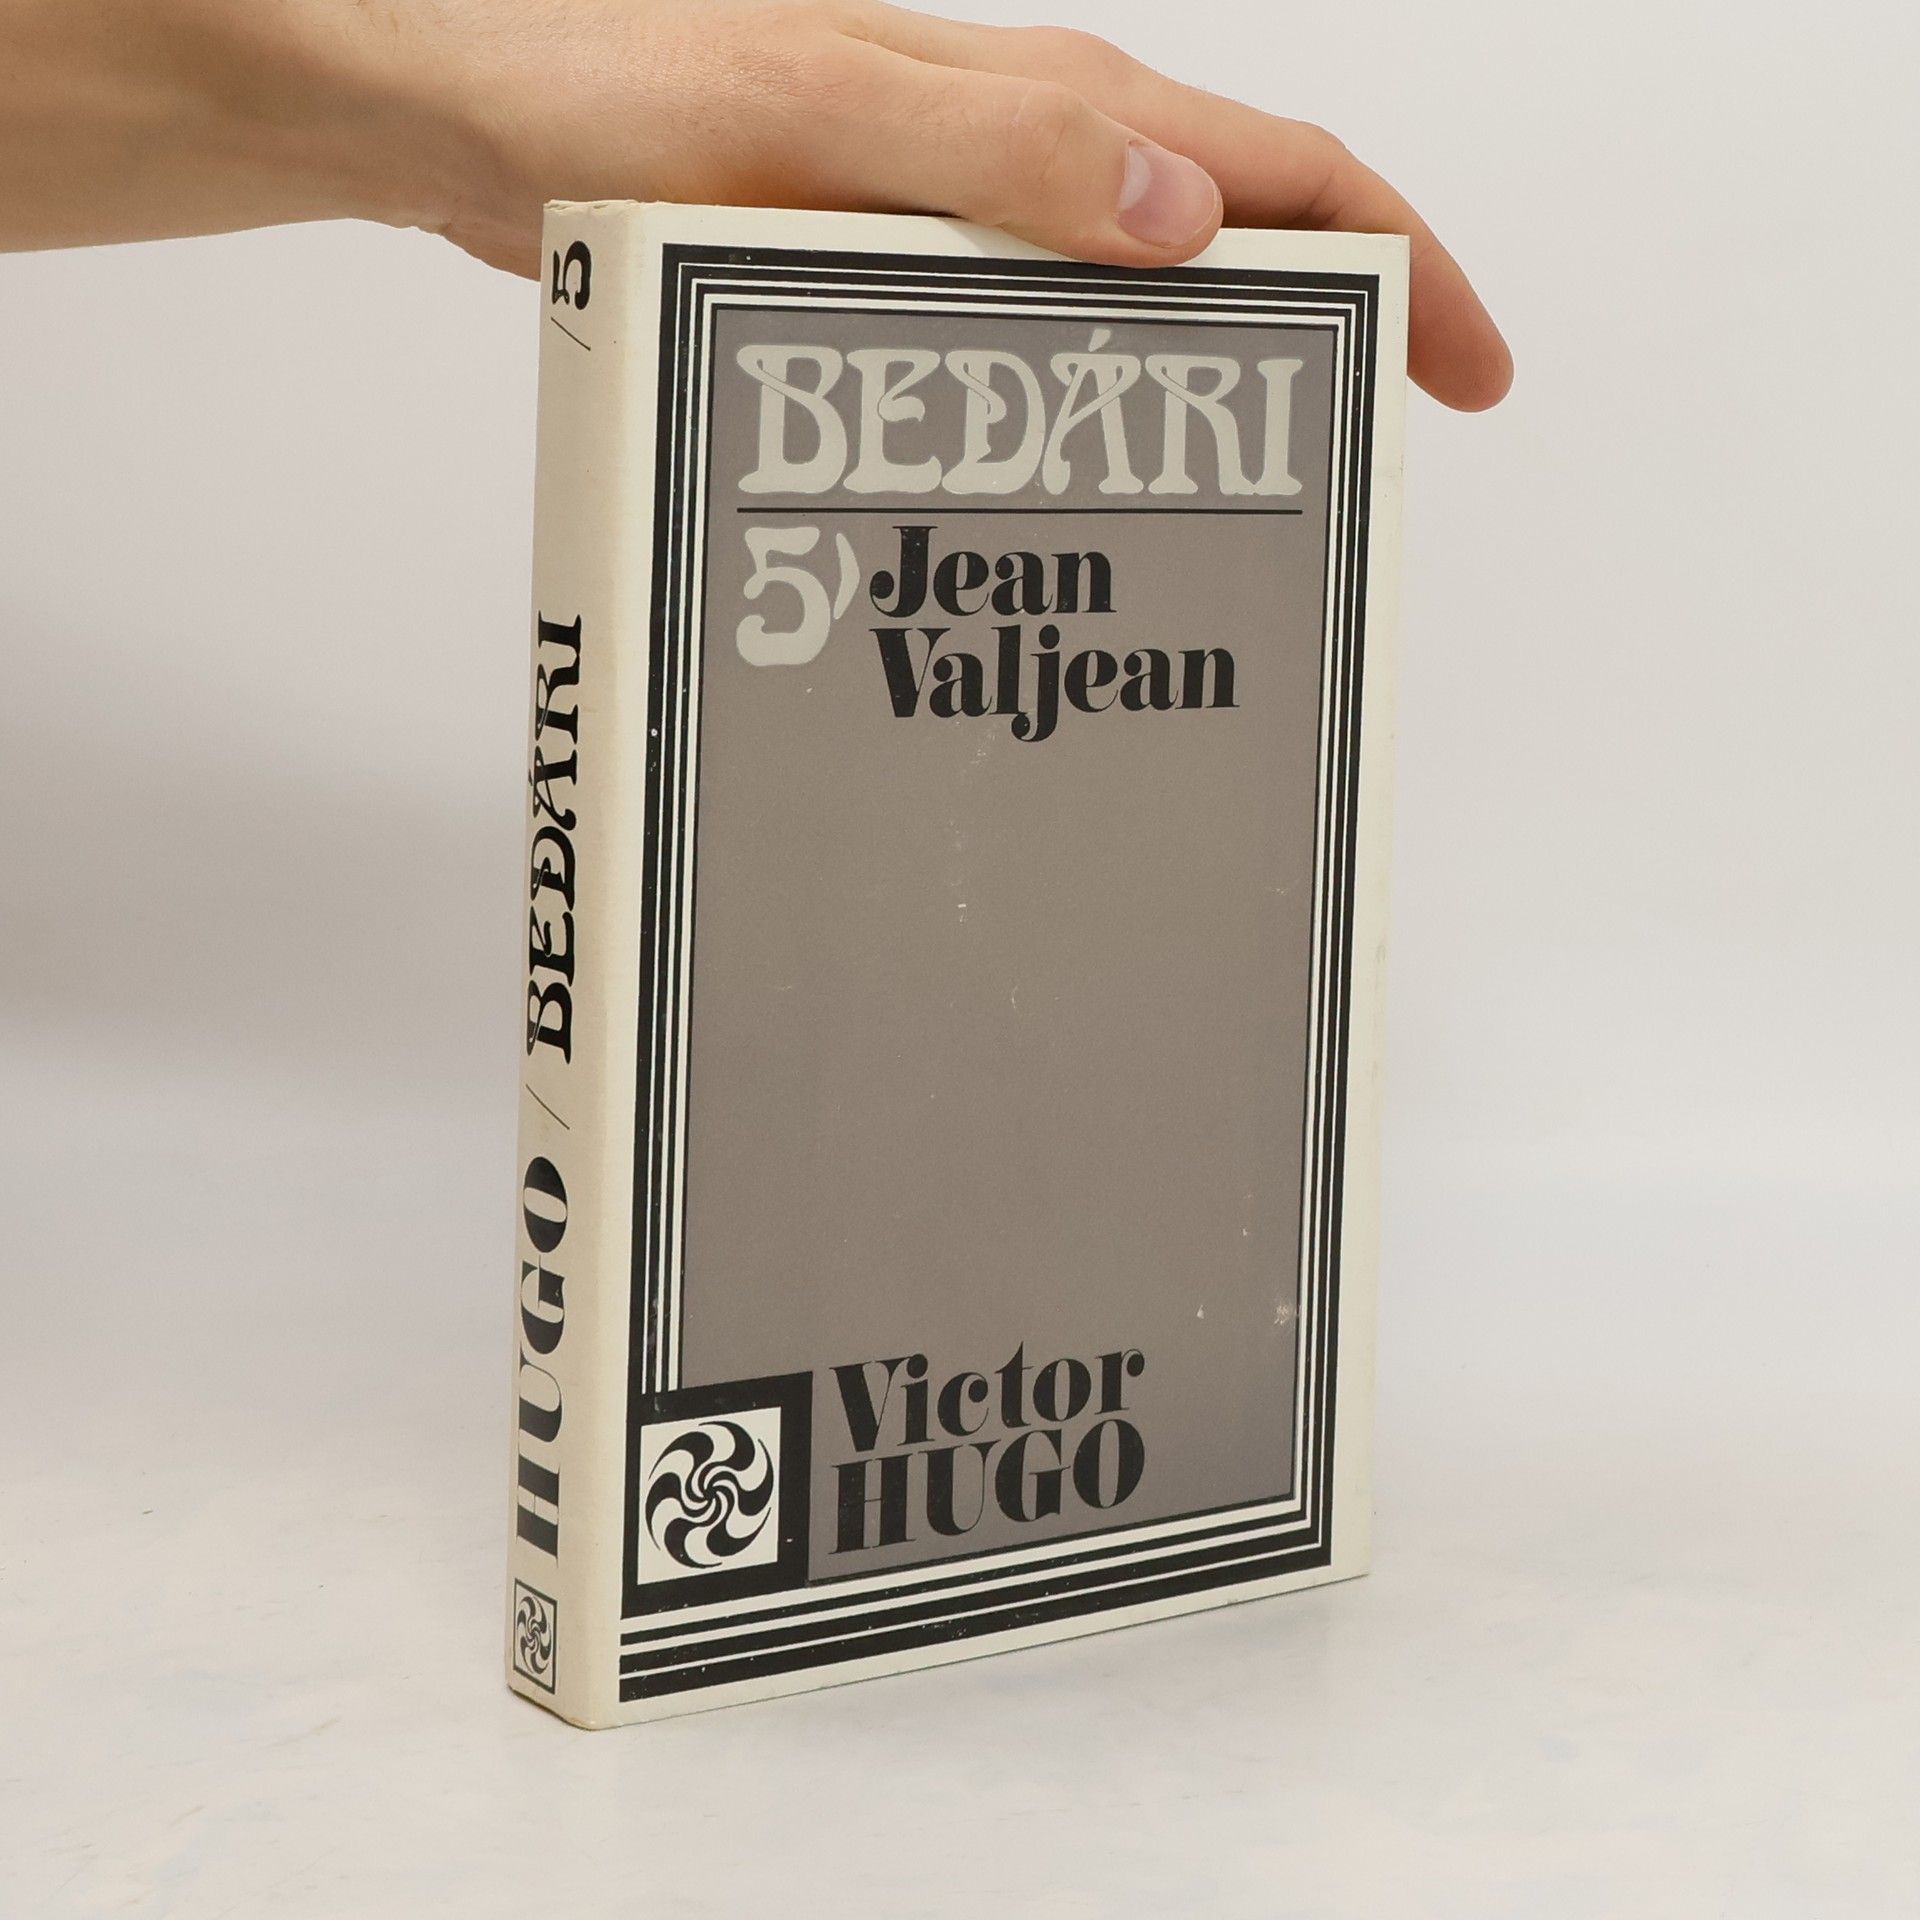 BEDÁRI
5) Jean
Valjean
Victor
HUGO
HUGO / BEDÁRI /5